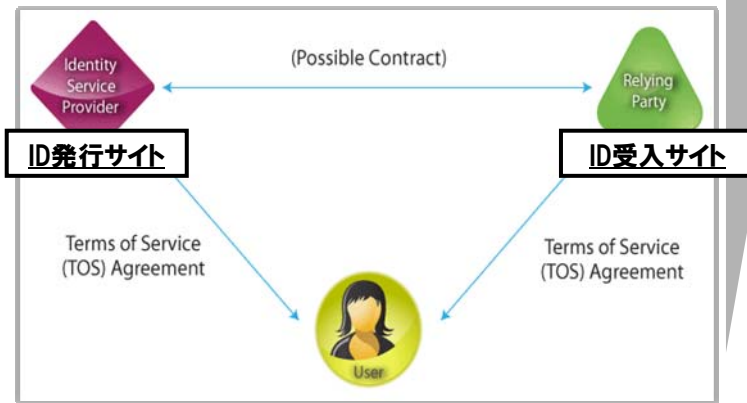 Identity
Service
Provider
(Possible Contract)
Relying
Party
ID発行サイト
ID受入サイト
Terms of Service
(TOS) Agreement
Terms of Service
(TOS) Agreement
User